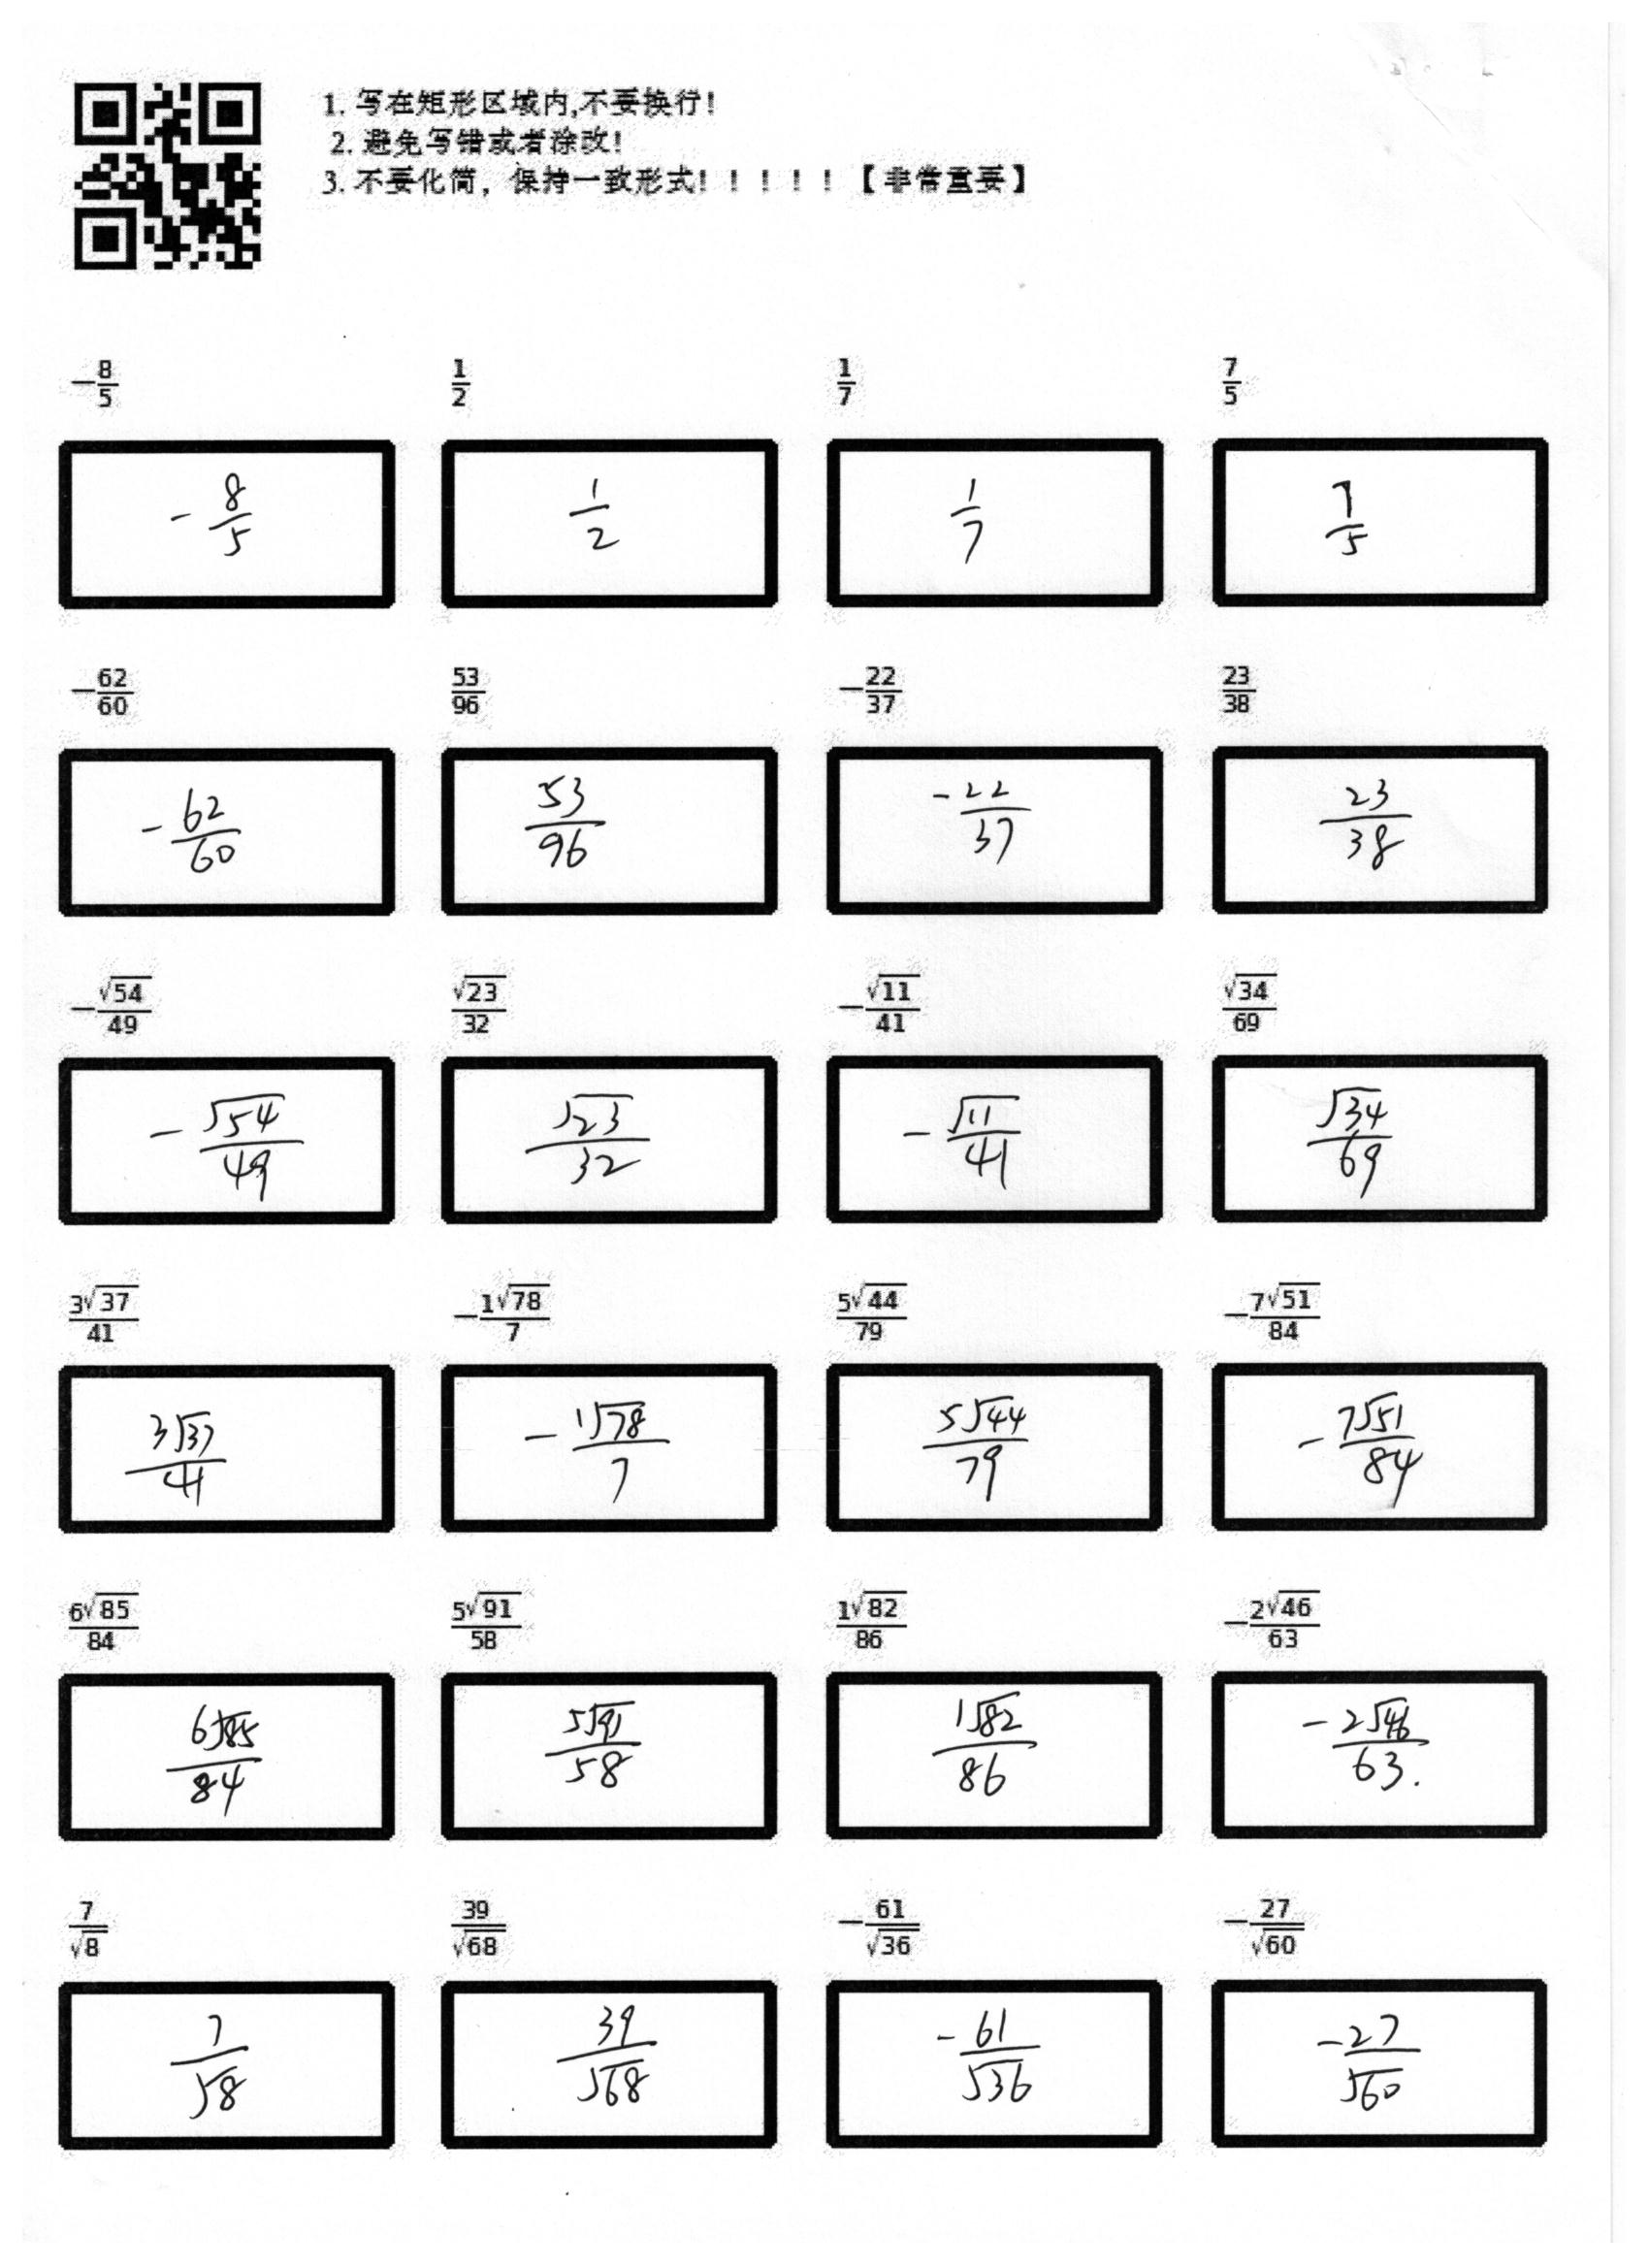 1. 写在矩形区域内,不要换行!
2. 避免写错或者涂改!
3. 不要化简，保持一致形式! ! ! ! ! 【非常重要】
$-\frac{8}{5}$ $\frac{1}{2}$ $\frac{1}{7}$ $\frac{7}{5}$
$-\frac{8}{5}$ $\frac{1}{2}$ $\frac{1}{7}$ $\frac{7}{5}$
$-\frac{62}{60}$ $\frac{53}{96}$ $-\frac{22}{37}$ $\frac{23}{38}$
$-\frac{62}{60}$ $\frac{53}{96}$ $-\frac{22}{37}$ $\frac{23}{38}$
$-\frac{\sqrt{54}}{49}$ $\frac{\sqrt{23}}{32}$ $-\frac{\sqrt{11}}{41}$ $\frac{\sqrt{34}}{69}$
$-\frac{\sqrt{54}}{49}$ $\frac{\sqrt{23}}{32}$ $-\frac{\sqrt{11}}{41}$ $\frac{\sqrt{34}}{69}$
$\frac{3\sqrt{37}}{41}$ $-\frac{1\sqrt{78}}{7}$ $\frac{5\sqrt{44}}{79}$ $-\frac{7\sqrt{51}}{84}$
$\frac{3\sqrt{37}}{41}$ $-\frac{1\sqrt{78}}{7}$ $\frac{5\sqrt{44}}{79}$ $-\frac{7\sqrt{51}}{84}$
$\frac{6\sqrt{85}}{84}$ $\frac{5\sqrt{91}}{58}$ $\frac{1\sqrt{82}}{86}$ $-\frac{2\sqrt{46}}{63}$
$\frac{6\sqrt{85}}{84}$ $\frac{5\sqrt{91}}{58}$ $\frac{1\sqrt{82}}{86}$ $-\frac{2\sqrt{46}}{63.}$
$\frac{7}{\sqrt{8}}$ $\frac{39}{\sqrt{68}}$ $-\frac{61}{\sqrt{36}}$ $-\frac{27}{\sqrt{60}}$
$\frac{7}{\sqrt{8}}$ $\frac{39}{\sqrt{68}}$ $-\frac{61}{\sqrt{36}}$ $-\frac{27}{\sqrt{60}}$